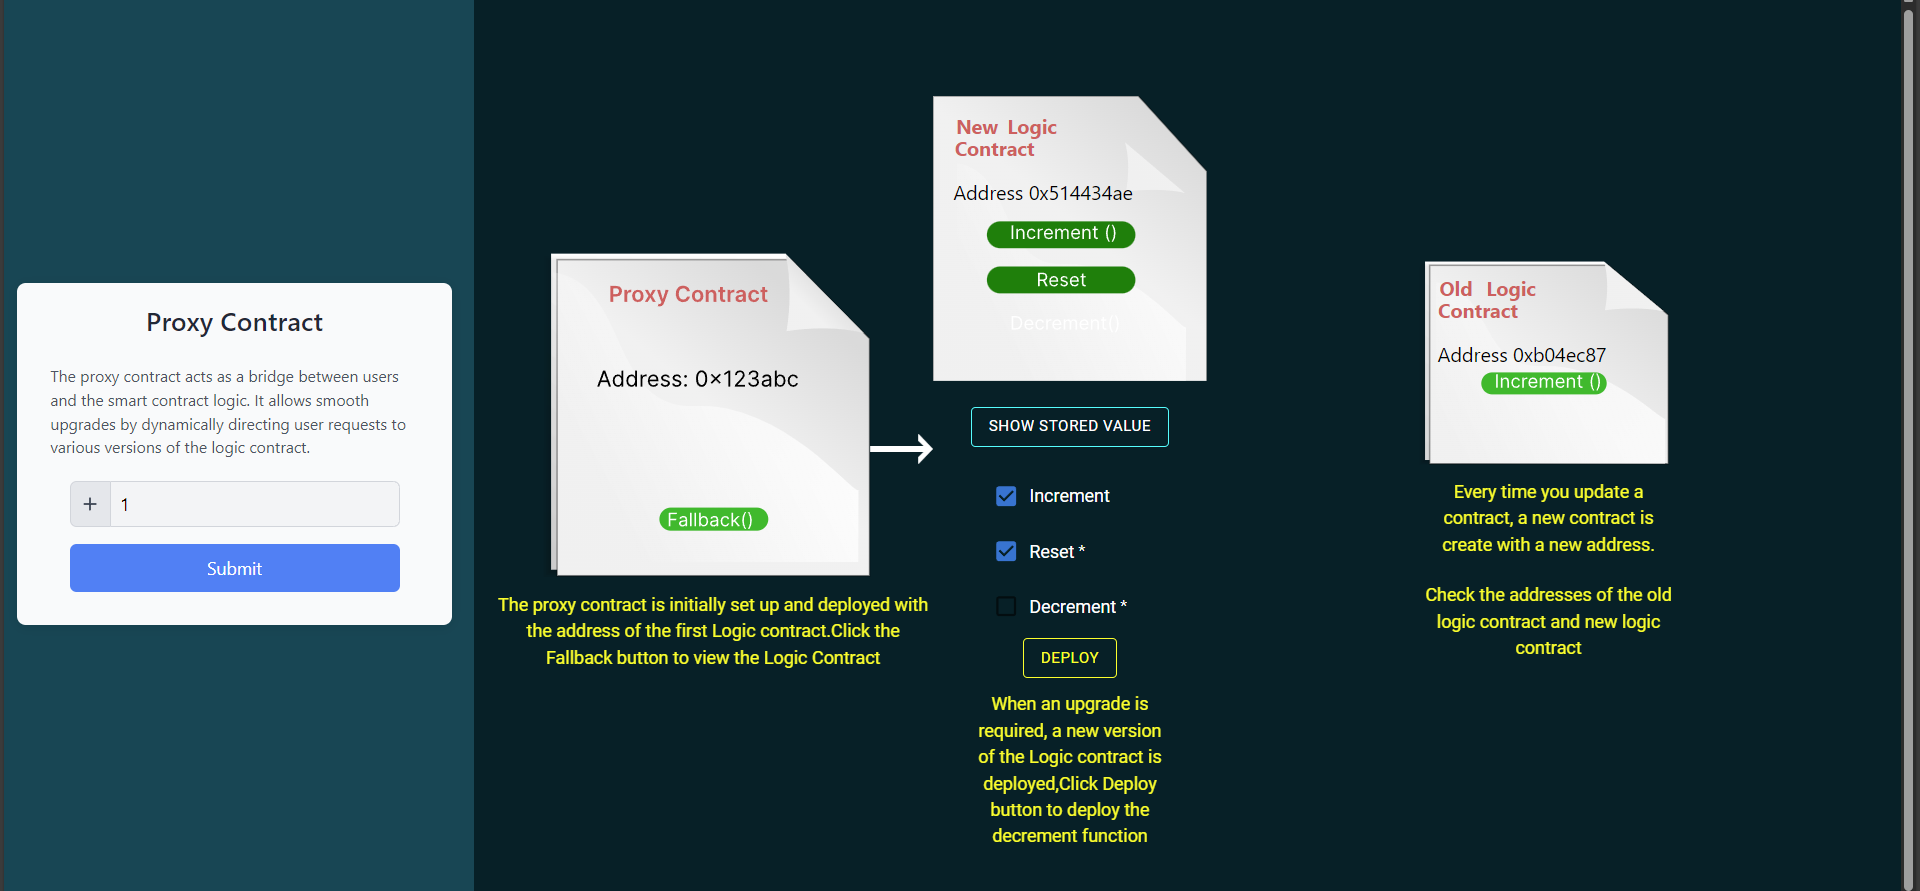 Proxy Contract
The proxy contract acts as a bridge between users
and the smart contract logic. It allows smooth
upgrades by dynamically directing user requests to
various versions of the logic contract.
+ 1
Submit
Proxy Contract
Address: 0x123abc
Fallback()
The proxy contract is initially set up and deployed with
the address of the first Logic contract.Click the
Fallback button to view the Logic Contract
New Logic
Contract
Address 0x514434ae
Increment ()
Reset
Decrement()
SHOW STORED VALUE
Increment
Reset *
Decrement *
DEPLOY
When an upgrade is
required, a new version
of the Logic contract is
deployed,Click Deploy
button to deploy the
decrement function
Old Logic
Contract
Address 0xb04ec87
Increment ()
Every time you update a
contract, a new contract is
create with a new address.
Check the addresses of the old
logic contract and new logic
contract